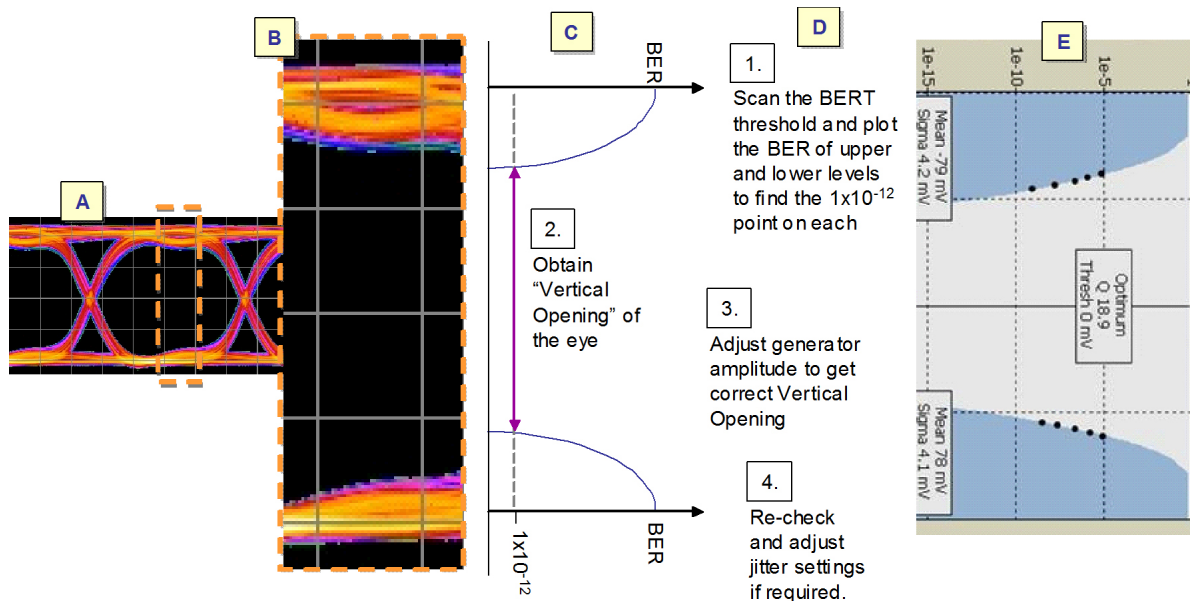 A
B
C
D
E
BER
BER
1x10-12
1.
Scan the BERT
threshold and plot
the BER of upper
and lower levels
to find the 1x10-12
point on each
2.
Obtain
“Vertical
Opening” of
the eye
3.
Adjust generator
amplitude to get
correct Vertical
Opening
4.
Re-check
and adjust
jitter settings
if required.
1e-15
1e-10
1e-5
Mean -79 mV
Sigma 4.2 mV
Optimum
Q 18.9
Thresh 0 mV
Mean 78 mV
Sigma 4.1 mV